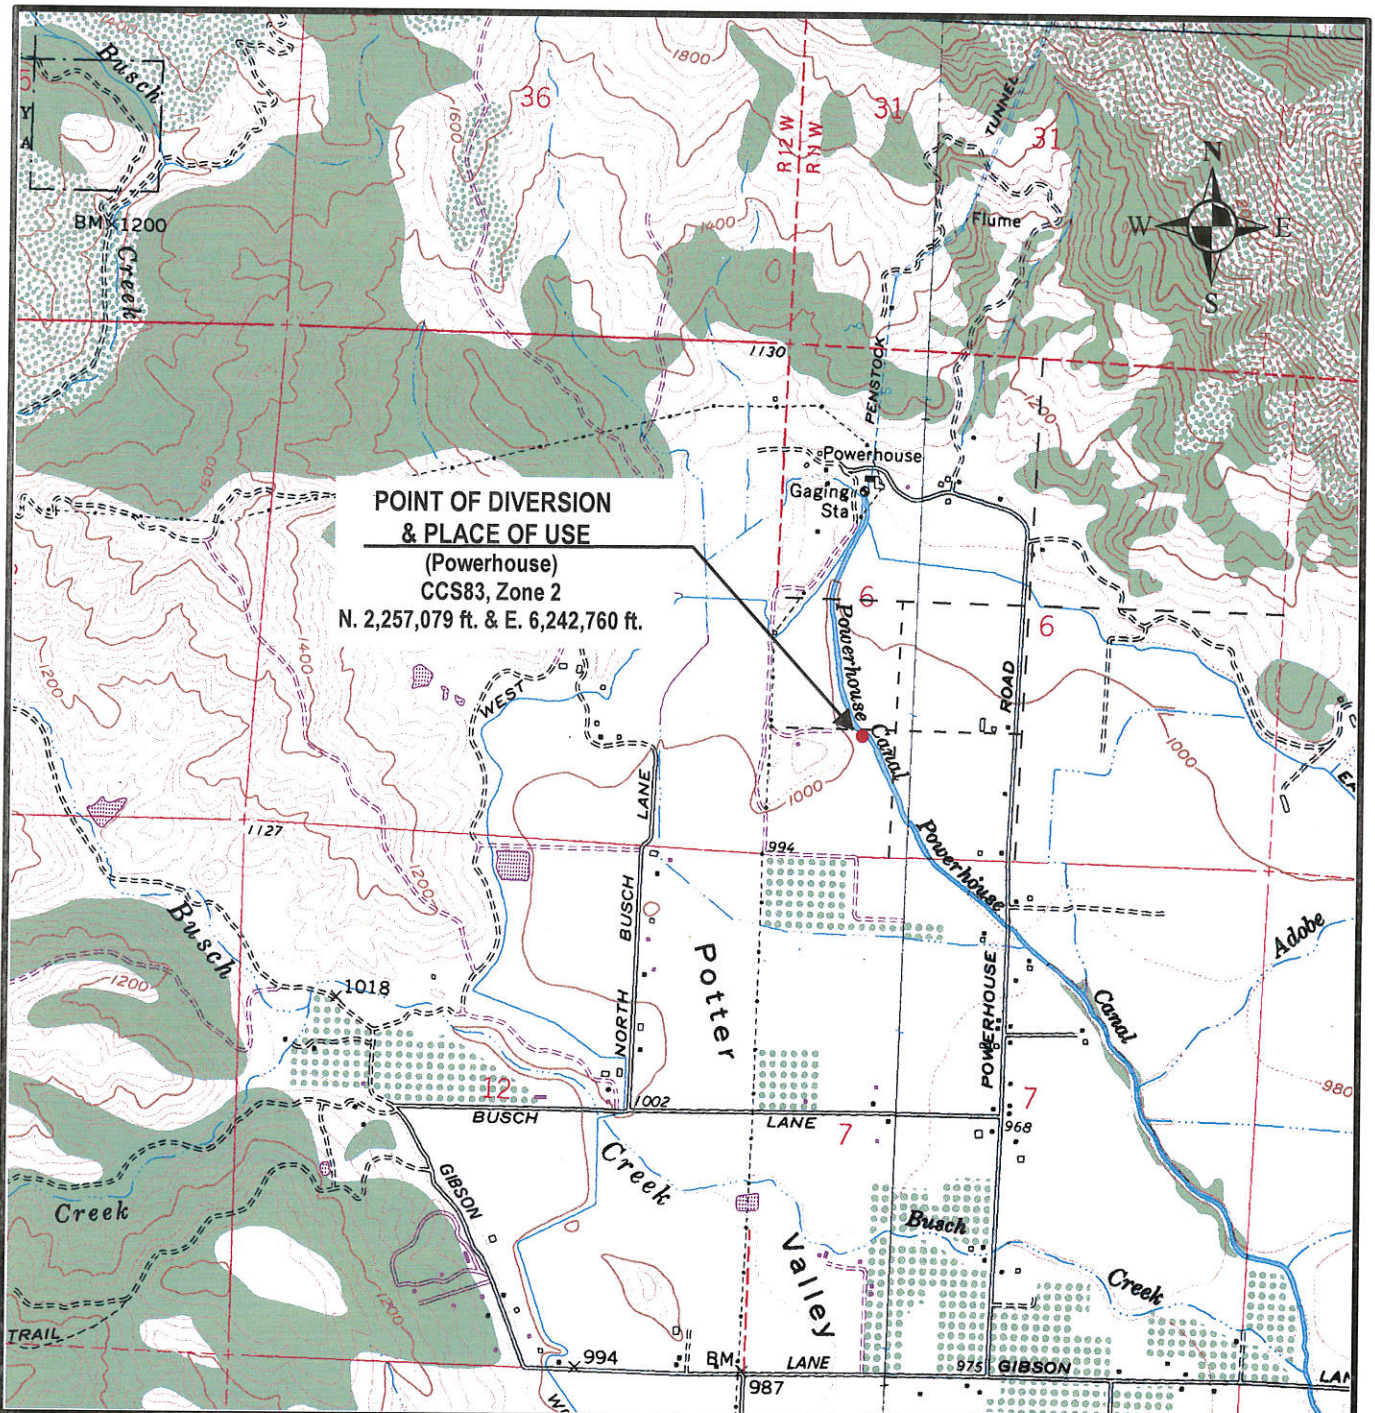 1400
Busch
36
1800
31
TUNNEL
31
2460
5
Y
A
1600
R 12 W
R 11 W
N
W
E
S
BM×1200
Creek
1400
Flume
1130
PENSTOCK
1200
Powerhouse
1600
Gaging
Sta
POINT OF DIVERSION
& PLACE OF USE
(Powerhouse)
CCS83, Zone 2
N. 2,257,079 ft. & E. 6,242,760 ft.
6
Powerhouse
6
1400
1200
WEST
ROAD
Canal
1000
1000
LANE
1127
994
Powerhouse
1200
BUSCH
Busch
Potter
Adobe
1200
1018
NORTH
POWERHOUSE
Canal
980
12
7
BUSCH
1002
LANE
7
968
Creek
Creek
GIBSON
Busch
Valley
Creek
1200
TRAIL
994
BM
LANE
975
GIBSON
987